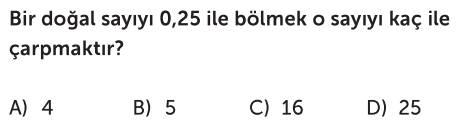 Bir doğal sayıyı 0,25 ile bölmek o sayıyı kaç ile
çarpmaktır?
A) 4 B) 5 C) 16 D) 25